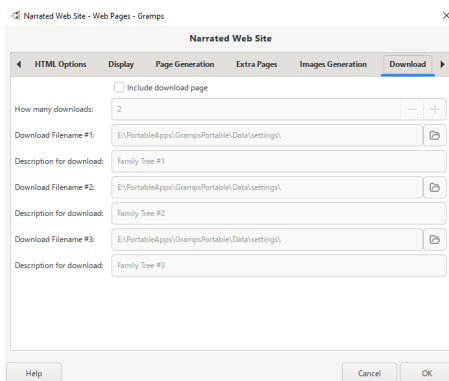 Narrated Web Site - Web Pages - Gramps
Narrated Web Site
HTML Options Display Page Generation Extra Pages Images Generation Download
Include download page
How many downloads: 2
Download Filename #1: E:\PortableApps\GrampsPortable\Data\settings\
Description for download: Family Tree #1
Download Filename #2: E:\PortableApps\GrampsPortable\Data\settings\
Description for download: Family Tree #2
Download Filename #3: E:\PortableApps\GrampsPortable\Data\settings\
Description for download: Family Tree #3
Help Cancel OK